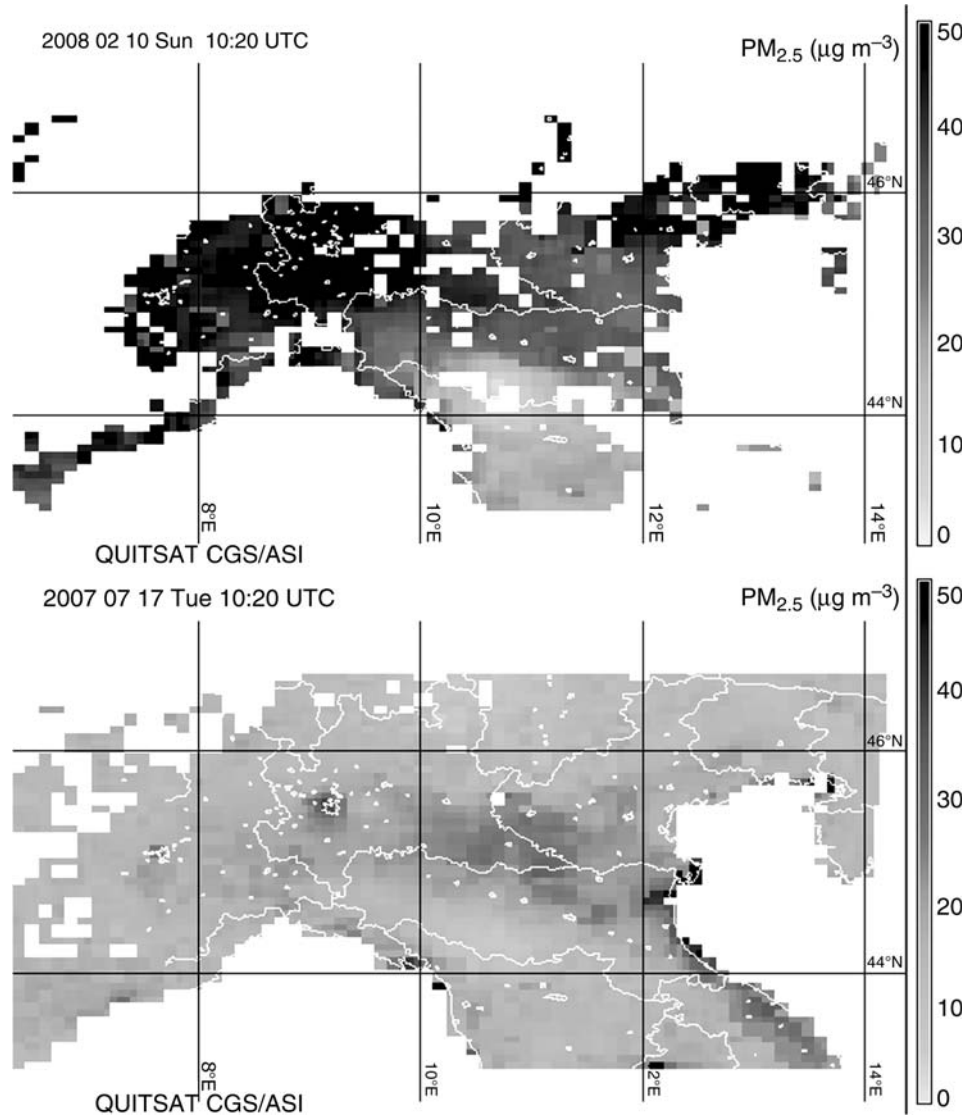 2008 02 10 Sun 10:20 UTC
PM2.5 (μg m−3)
50
40
30
20
10
0
46°N
44°N
8°E
10°E
12°E
14°E
QUITSAT CGS/ASI
2007 07 17 Tue 10:20 UTC
PM2.5 (μg m−3)
50
40
30
20
10
0
46°N
44°N
8°E
10°E
12°E
14°E
QUITSAT CGS/ASI